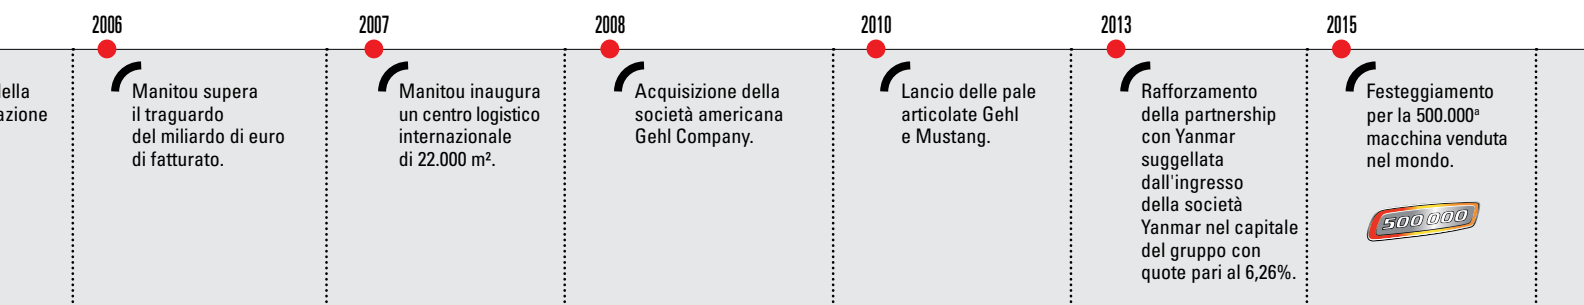 2006
Manitou supera
il traguardo
del miliardo di euro
di fatturato.
2007
Manitou inaugura
un centro logistico
internazionale
di 22.000 m².
2008
Acquisizione della
società americana
Gehl Company.
2010
Lancio delle pale
articolate Gehl
e Mustang.
2013
Rafforzamento
della partnership
con Yanmar
suggellata
dall'ingresso
della società
Yanmar nel capitale
del gruppo con
quote pari al 6,26%.
2015
Festeggiamento
per la 500.000ª
macchina venduta
nel mondo.
500 000